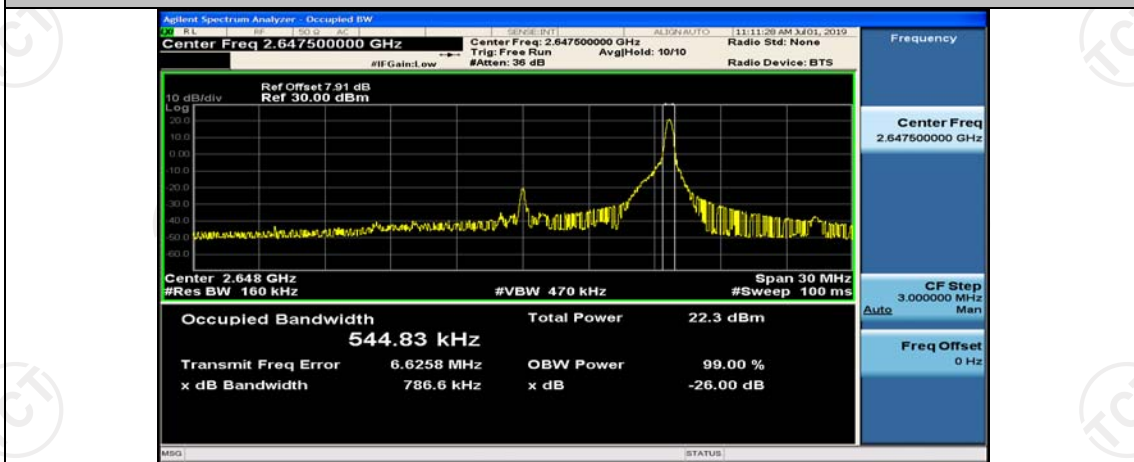 Agilent Spectrum Analyzer - Occupied BW
RL RF 50 Ω AC SENSE:INT ALIGN AUTO 11:11:28 AM Jul 01, 2019
Center Freq 2.647500000 GHz Center Freq: 2.647500000 GHz Radio Std: None Frequency
Trig: Free Run Avg|Hold: 10/10
#IFGain:Low #Atten: 36 dB Radio Device: BTS
Ref Offset 7.91 dB
10 dB/div Ref 30.00 dBm
Log
20.0
10.0
0.00
-10.0
-20.0
-30.0
-40.0
-50.0
-60.0
Center Freq
2.647500000 GHz
Center 2.648 GHz Span 30 MHz
#Res BW 160 kHz #VBW 470 kHz #Sweep 100 ms
CF Step
3.000000 MHz
Auto Man
Occupied Bandwidth Total Power 22.3 dBm
544.83 kHz
Freq Offset
0 Hz
Transmit Freq Error 6.6258 MHz OBW Power 99.00 %
x dB Bandwidth 786.6 kHz x dB -26.00 dB
MSG STATUS
TCT
TCT
TCT
TCT